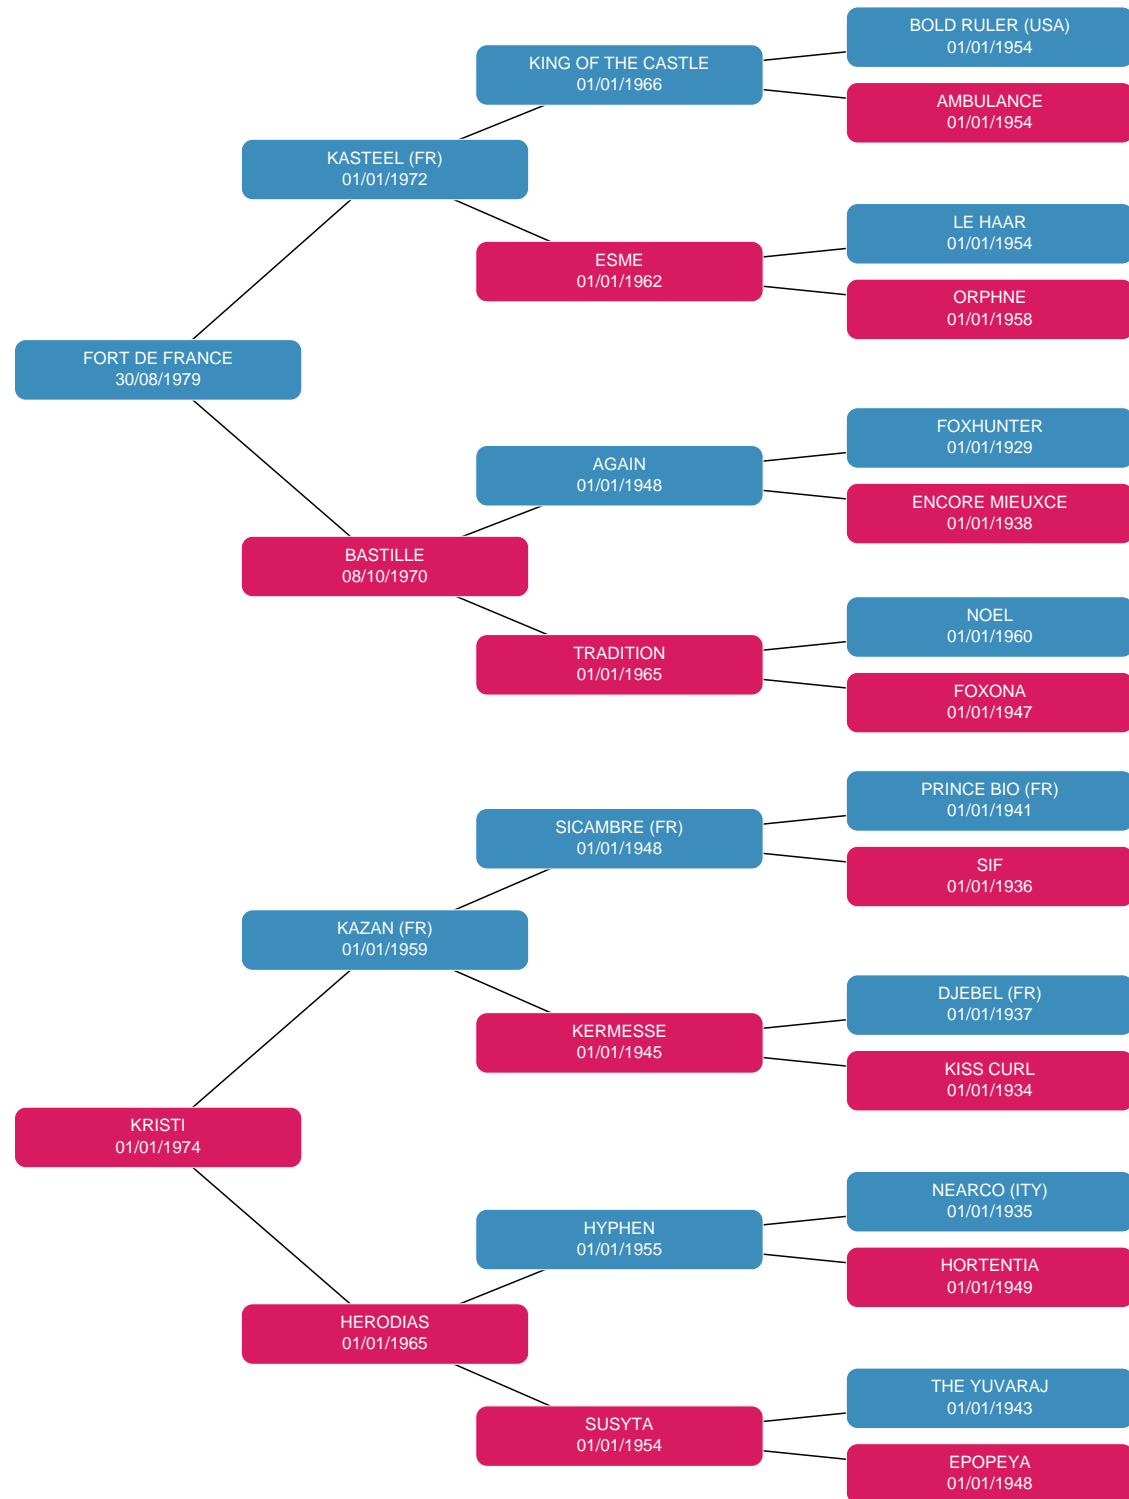 BOLD RULER (USA)
01/01/1954
KING OF THE CASTLE
01/01/1966
AMBULANCE
01/01/1954
KASTEEL (FR)
01/01/1972
LE HAAR
01/01/1954
ESME
01/01/1962
ORPHNE
01/01/1958
FORT DE FRANCE
30/08/1979
FOXHUNTER
01/01/1929
AGAIN
01/01/1948
ENCORE MIEUXCE
01/01/1938
BASTILLE
08/10/1970
NOEL
01/01/1960
TRADITION
01/01/1965
FOXONA
01/01/1947
PRINCE BIO (FR)
01/01/1941
SICAMBRE (FR)
01/01/1948
SIF
01/01/1936
KAZAN (FR)
01/01/1959
DJEBEL (FR)
01/01/1937
KERMESSE
01/01/1945
KISS CURL
01/01/1934
KRISTI
01/01/1974
NEARCO (ITY)
01/01/1935
HYPHEN
01/01/1955
HORTENTIA
01/01/1949
HERODIAS
01/01/1965
THE YUVARAJ
01/01/1943
SUSYTA
01/01/1954
EPOPEYA
01/01/1948